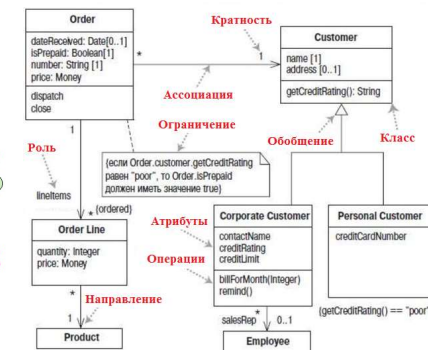 Order
dateReceived: Date[0..1]
isPrepaid: Boolean[1]
number: String [1]
price: Money
dispatch
close
Кратность
*
1
Ассоциация
Customer
name [1]
address [0..1]
getCreditRating(): String
Ограничение
{если Order.customer.getCreditRating
равен "poor", то Order.isPrepaid
должен иметь значение true}
Обобщение
Класс
1
Роль
lineItems
* {ordered}
Order Line
quantity: Integer
price: Money
Атрибуты
Операции
Corporate Customer
contactName
creditRating
creditLimit
billForMonth(Integer)
remind()
Personal Customer
creditCardNumber
{getCreditRating() == "poor"
*
Направление
1
Product
*
salesRep
0..1
Employee